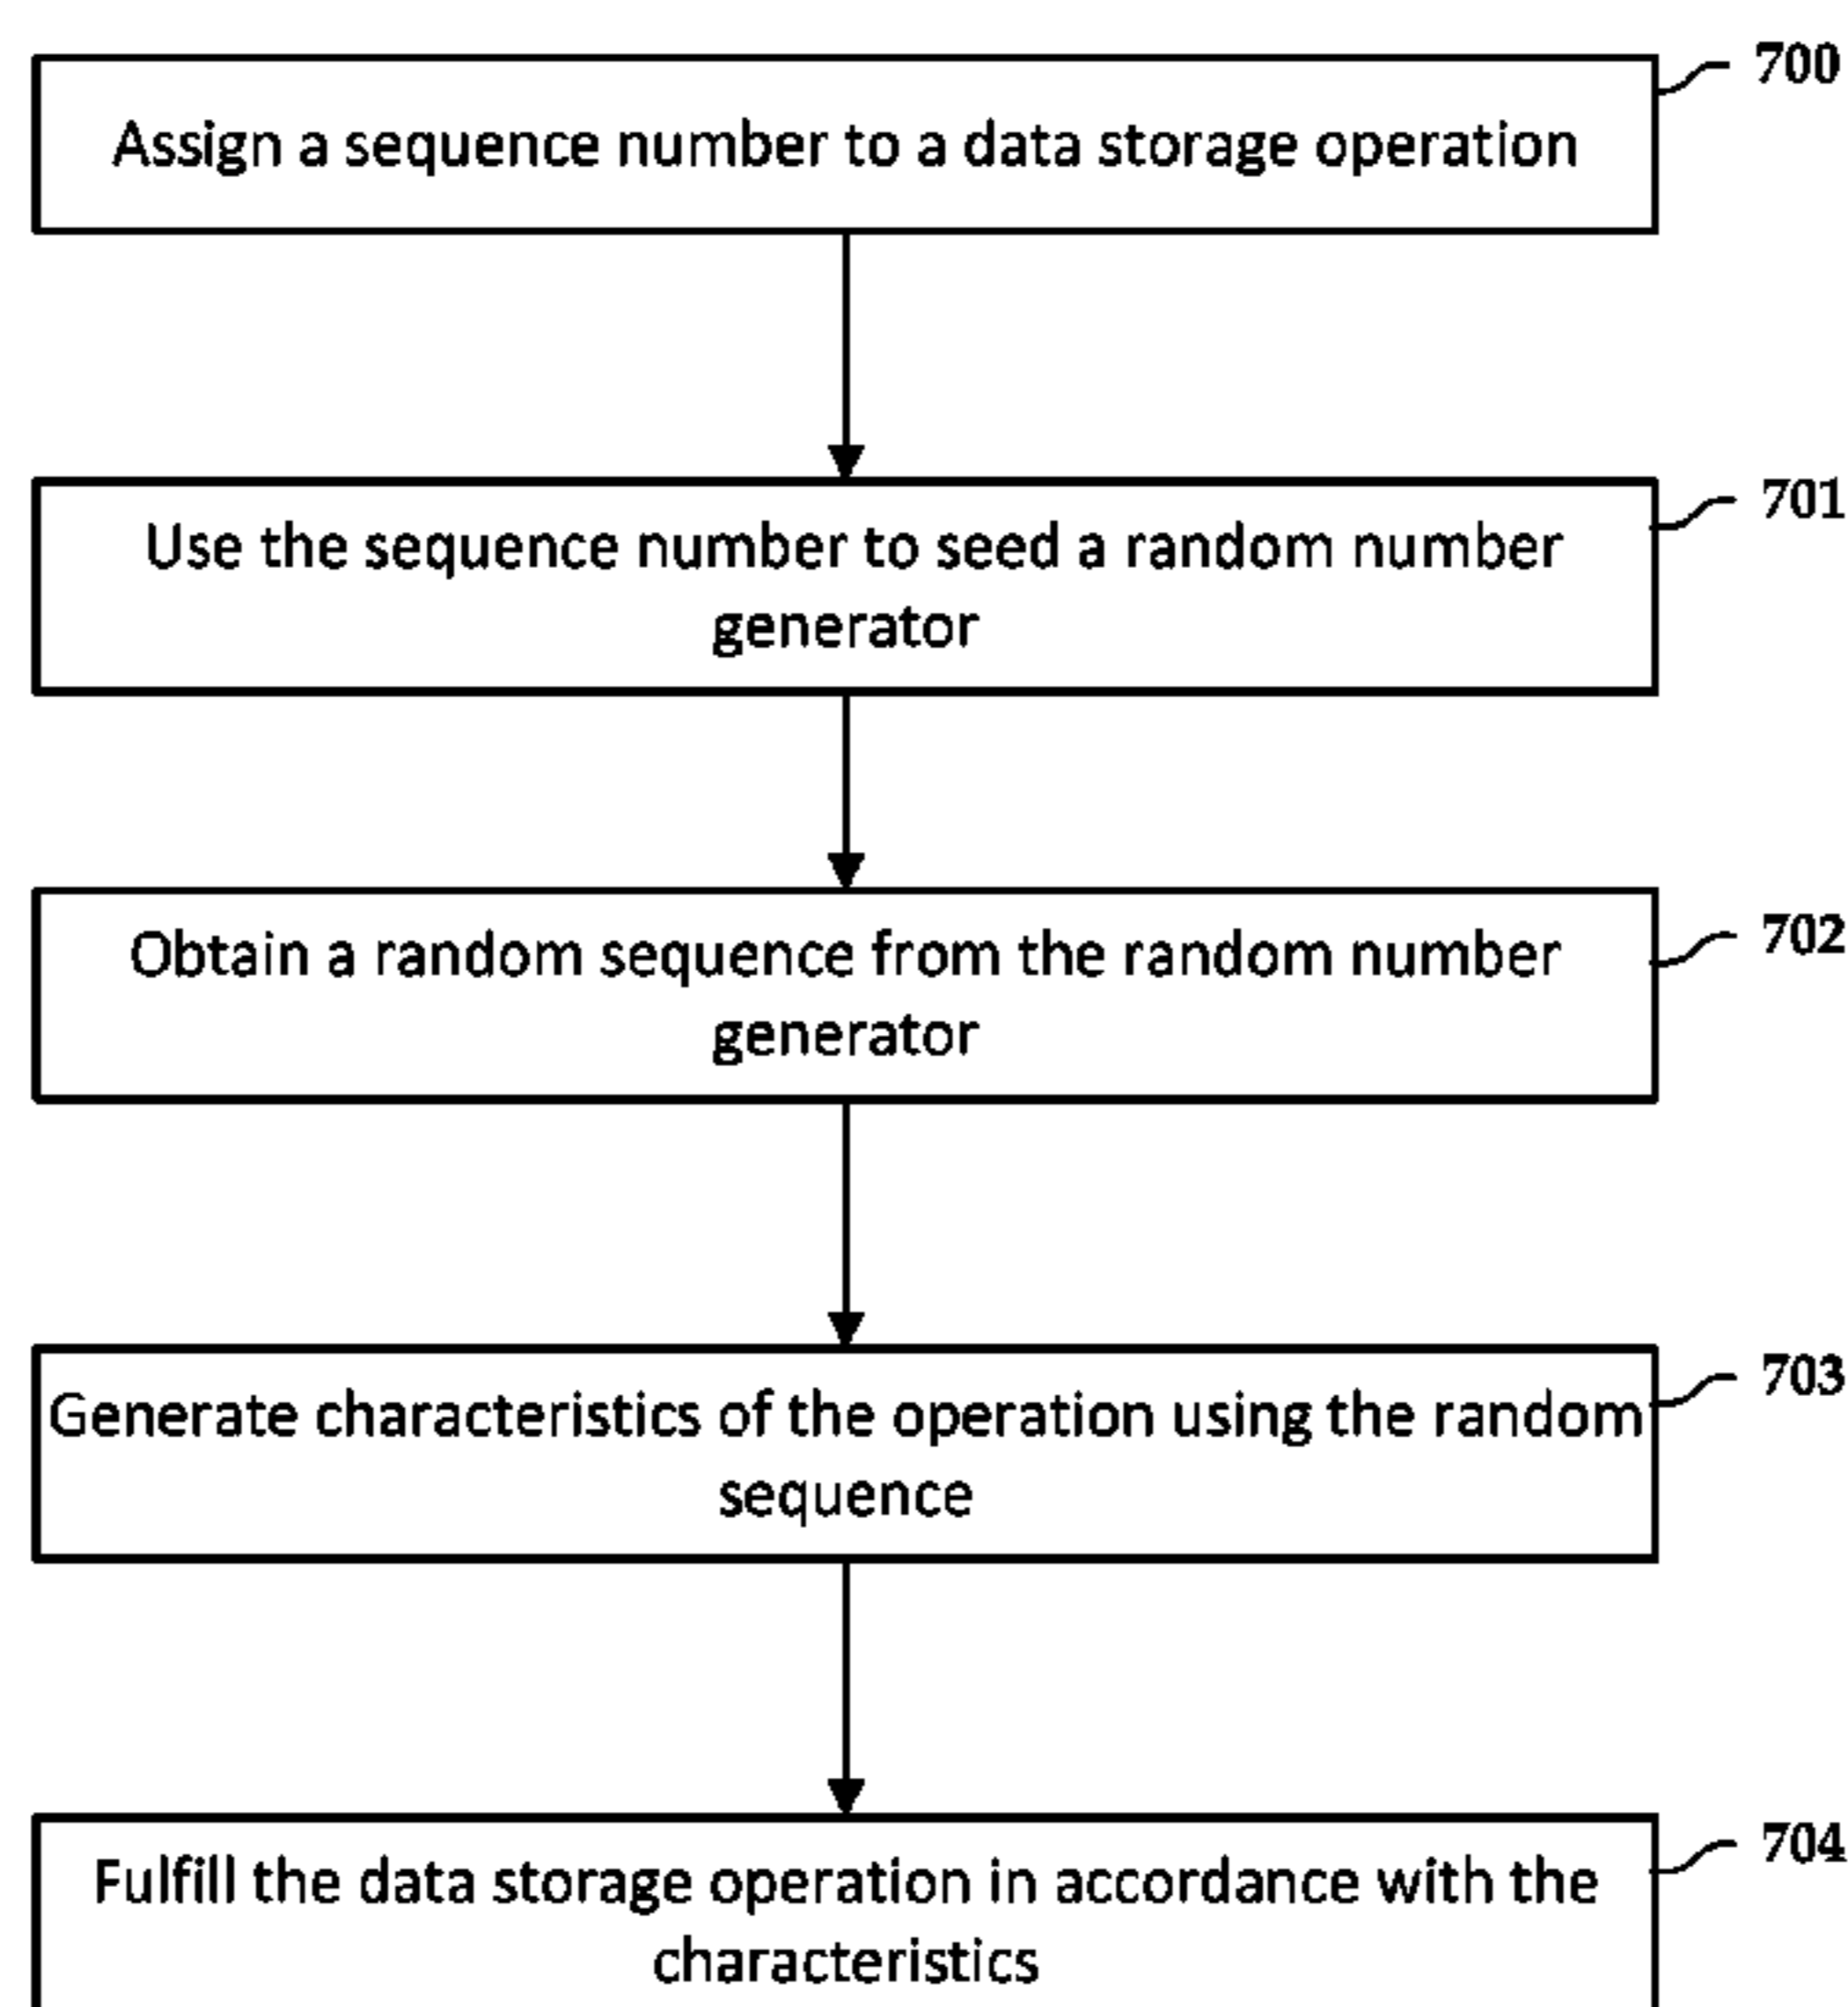 700
Assign a sequence number to a data storage operation
701
Use the sequence number to seed a random number
generator
702
Obtain a random sequence from the random number
generator
703
Generate characteristics of the operation using the random
sequence
704
Fulfill the data storage operation in accordance with the
characteristics